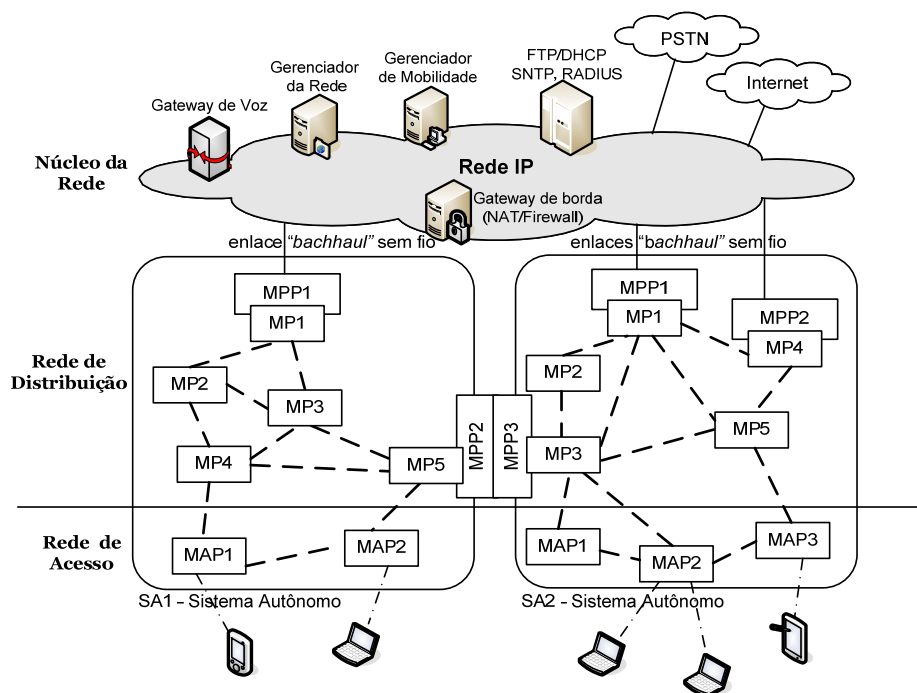 PSTN
Internet
FTP/DHCP
SNTP, RADIUS
Gerenciador
de Mobilidade
Gerenciador
da Rede
Gateway de Voz
Núcleo da
Rede
Rede IP
Gateway de borda
(NAT/Firewall)
enlace "bachhaul" sem fio
enlaces "bachhaul" sem fio
Rede de
Distribuição
MPP1
MP1
MP2
MP3
MP4
MP5
MPP2
MPP3
MPP1
MP1
MPP2
MP4
MP2
MP5
MP3
Rede de
Acesso
MAP1
MAP2
MAP1
MAP2
MAP3
SA1 – Sistema Autônomo
SA2 – Sistema Autônomo